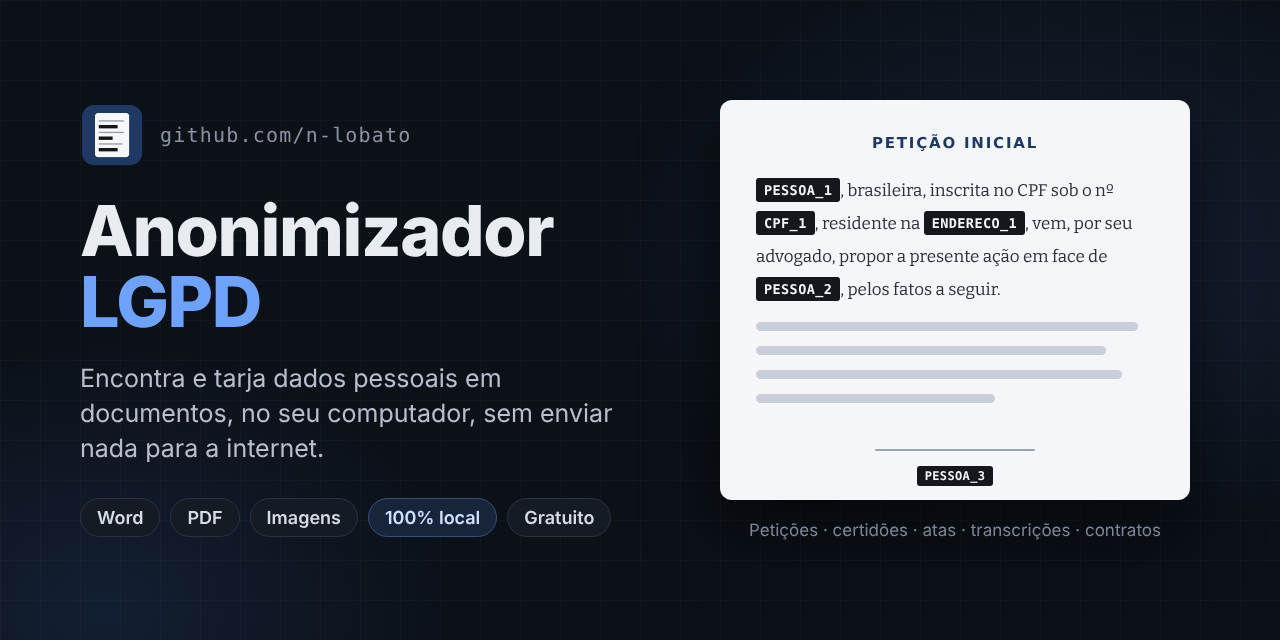 github.com/n-lobato
Anonimizador
LGPD
Encontra e tarja dados pessoais em
documentos, no seu computador, sem enviar
nada para a internet.
Word PDF Imagens 100% local Gratuito
PETIÇÃO INICIAL
PESSOA_1, brasileira, inscrita no CPF sob o nº
CPF_1, residente na ENDERECO_1, vem, por seu
advogado, propor a presente ação em face de
PESSOA_2, pelos fatos a seguir.
PESSOA_3
Petições · certidões · atas · transcrições · contratos